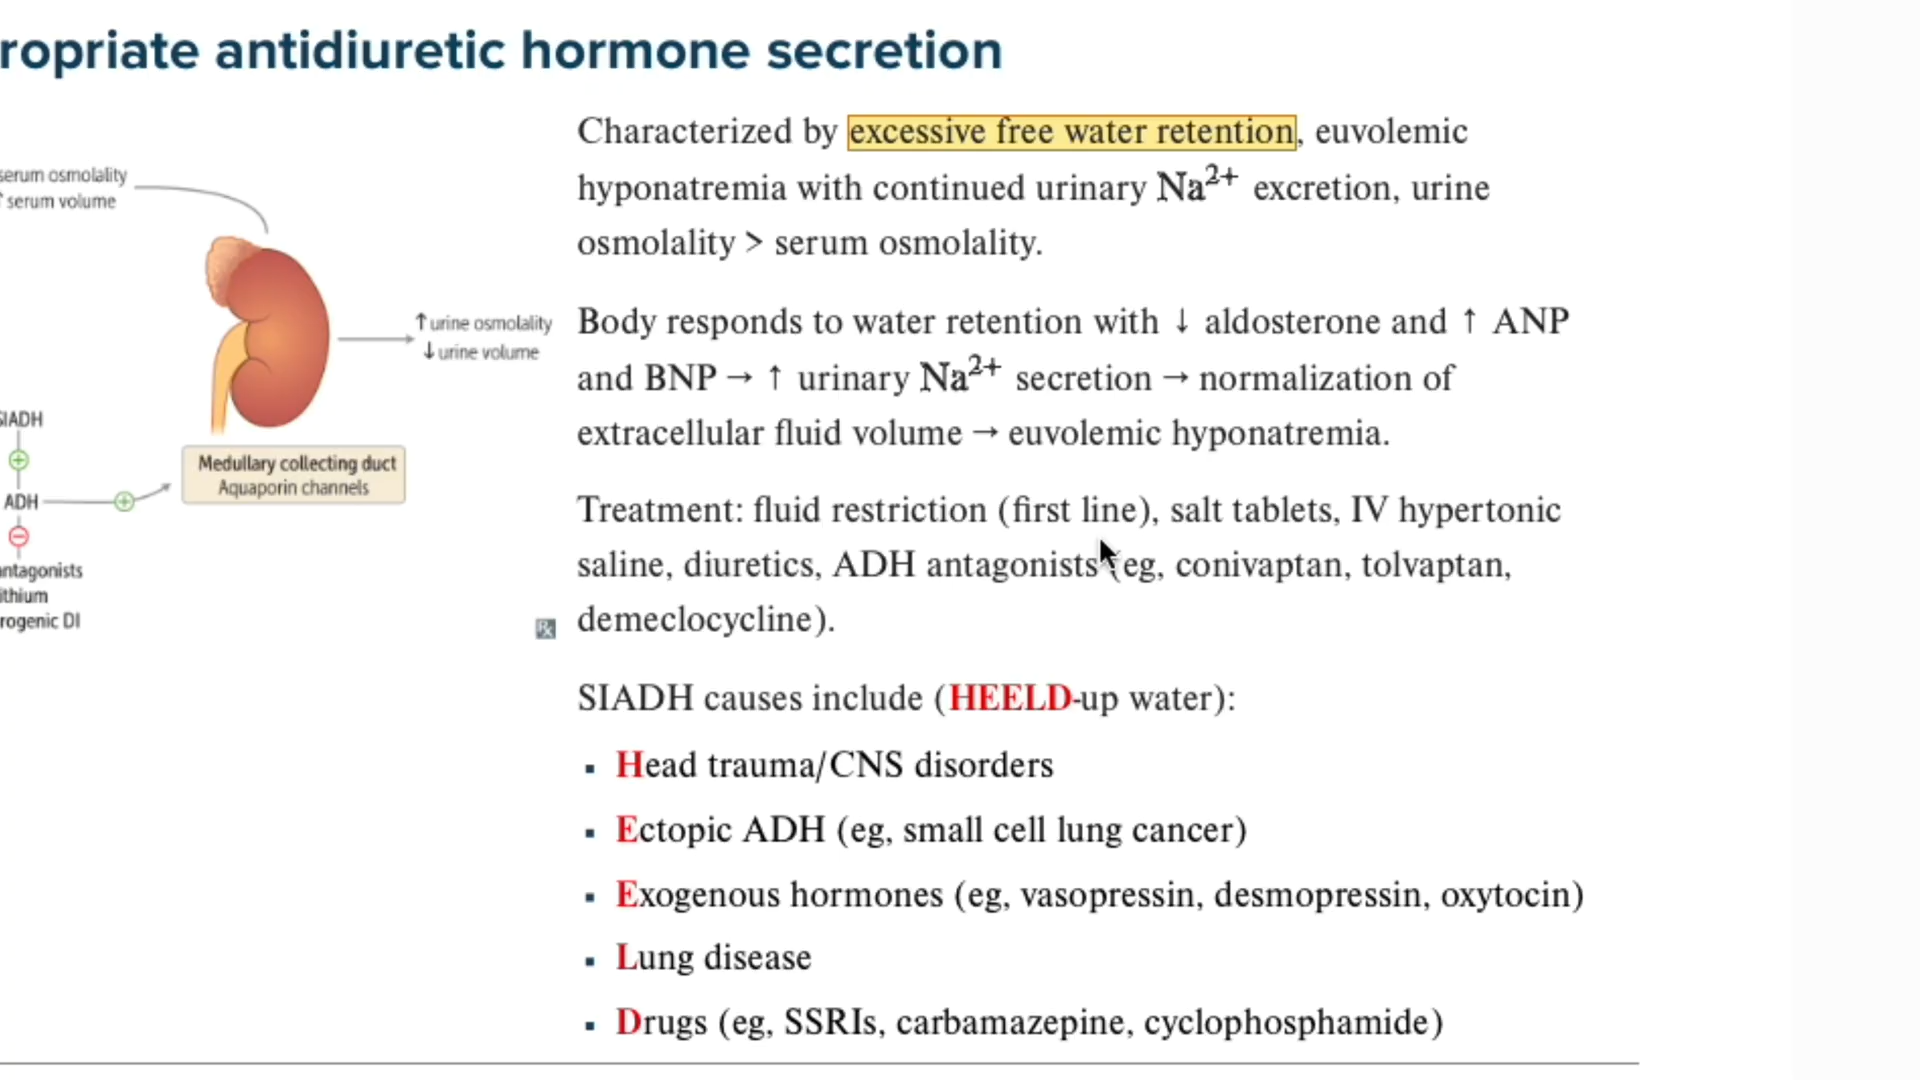 ropriate antidiuretic hormone secretion
serum osmolality
↑ serum volume
↑ urine osmolality
↓ urine volume
SIADH
ADH
antagonists
Medullary collecting duct
Aquaporin channels
Characterized by excessive free water retention, euvolemic
hyponatremia with continued urinary Na²⁺ excretion, urine
osmolality > serum osmolality.
Body responds to water retention with ↓ aldosterone and ↑ ANP
and BNP → ↑ urinary Na²⁺ secretion → normalization of
extracellular fluid volume → euvolemic hyponatremia.
Treatment: fluid restriction (first line), salt tablets, IV hypertonic
saline, diuretics, ADH antagonists (eg, conivaptan, tolvaptan,
demeclocycline).
Rx
SIADH causes include (HEELD-up water):
▪ Head trauma/CNS disorders
▪ Ectopic ADH (eg, small cell lung cancer)
▪ Exogenous hormones (eg, vasopressin, desmopressin, oxytocin)
▪ Lung disease
▪ Drugs (eg, SSRIs, carbamazepine, cyclophosphamide)
ithium
rogenic DI